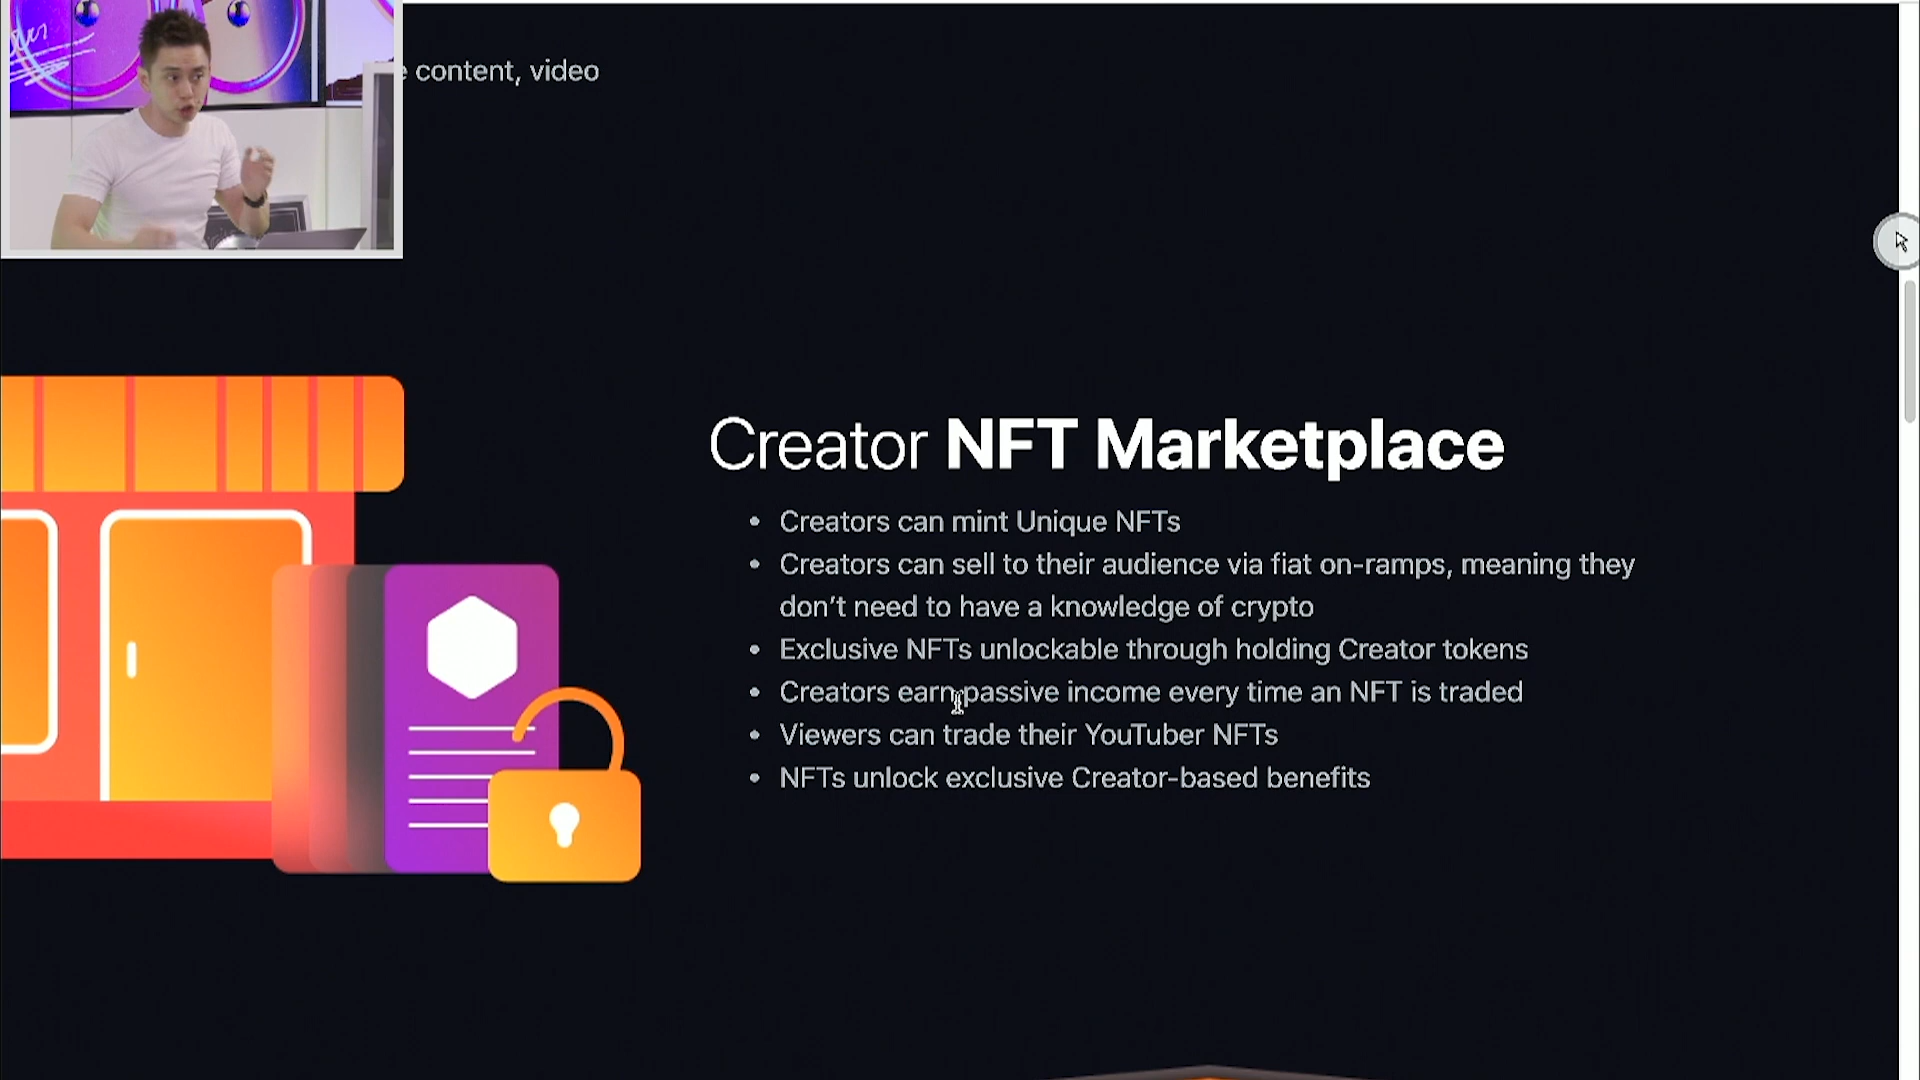 content, video
Creator NFT Marketplace
• Creators can mint Unique NFTs
• Creators can sell to their audience via fiat on-ramps, meaning they
don’t need to have a knowledge of crypto
• Exclusive NFTs unlockable through holding Creator tokens
• Creators earn passive income every time an NFT is traded
• Viewers can trade their YouTuber NFTs
• NFTs unlock exclusive Creator-based benefits